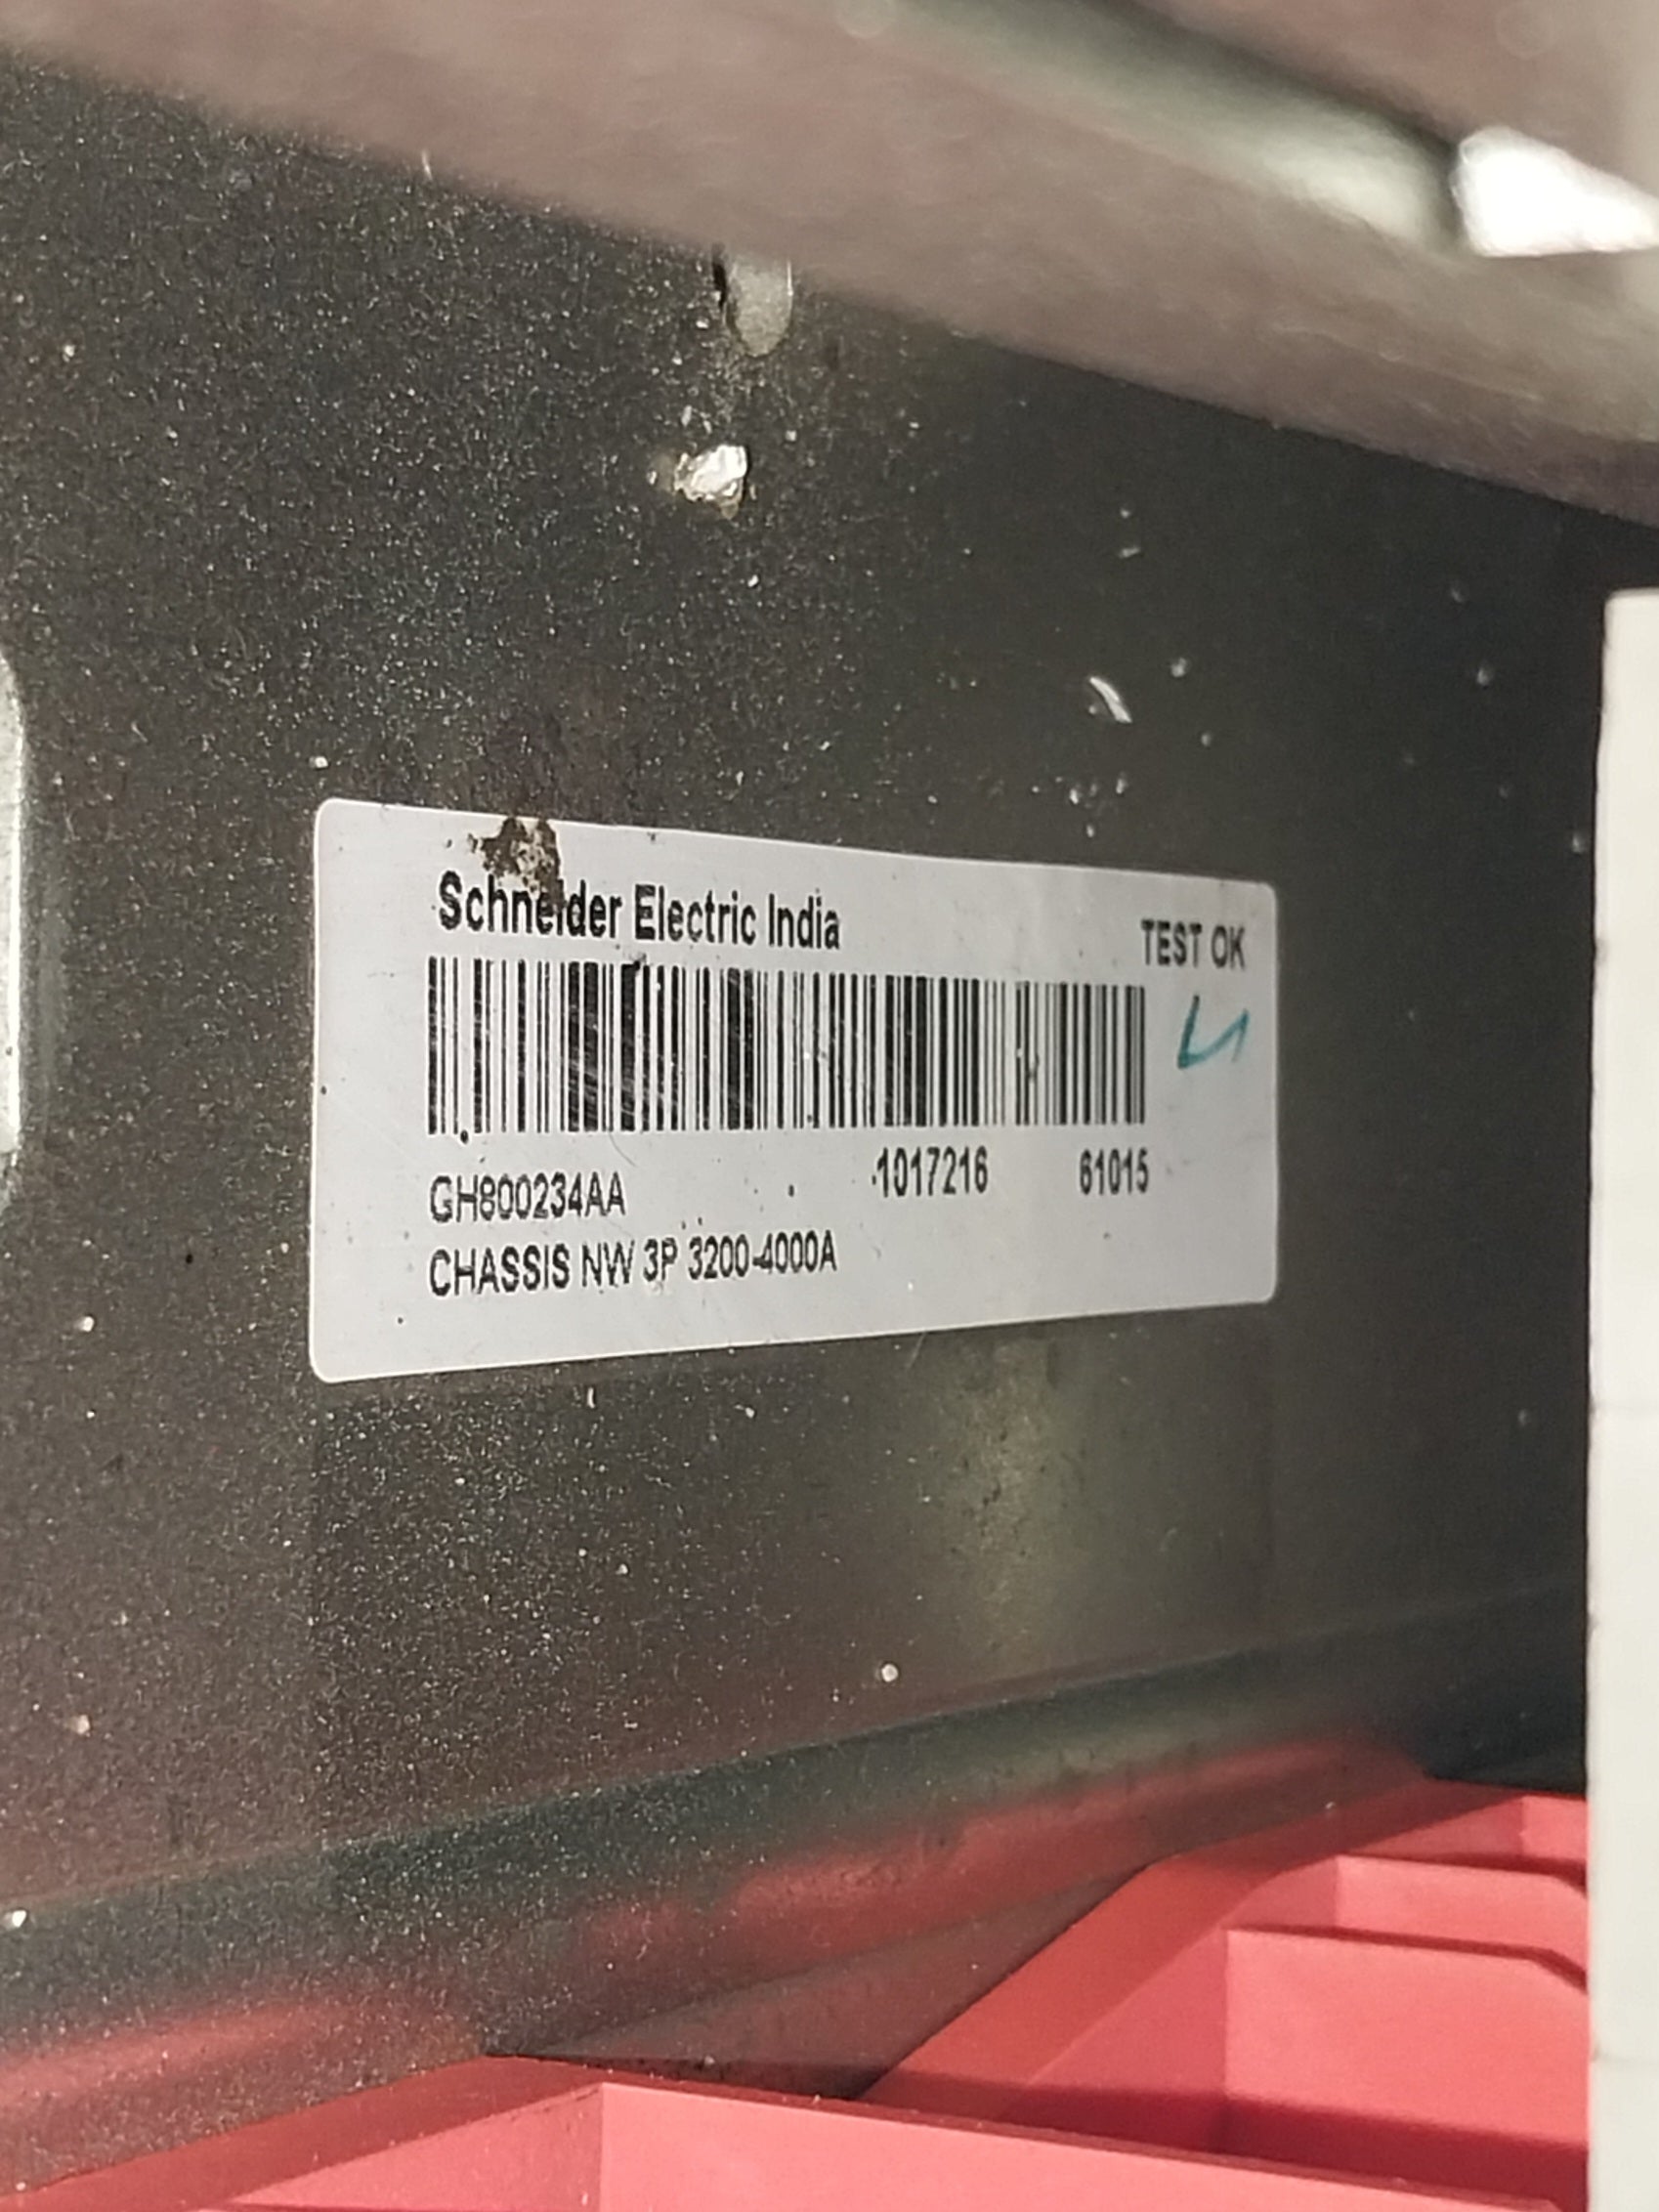 Schneider Electric India
TEST OK
GH800234AA 1017216 61015
CHASSIS NW 3P 3200-4000A